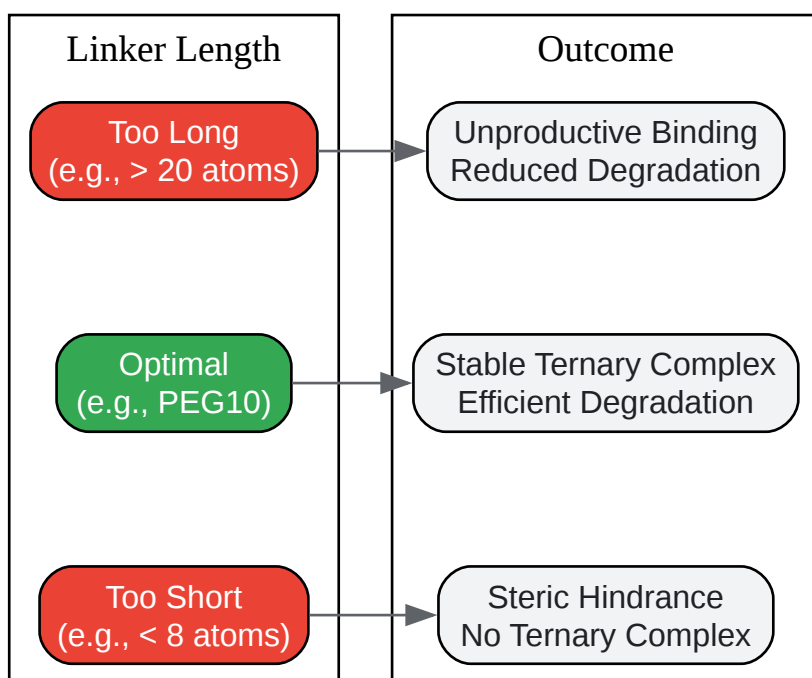 Linker Length
Too Long
(e.g., > 20 atoms)
Optimal
(e.g., PEG10)
Too Short
(e.g., < 8 atoms)
Outcome
Unproductive Binding
Reduced Degradation
Stable Ternary Complex
Efficient Degradation
Steric Hindrance
No Ternary Complex